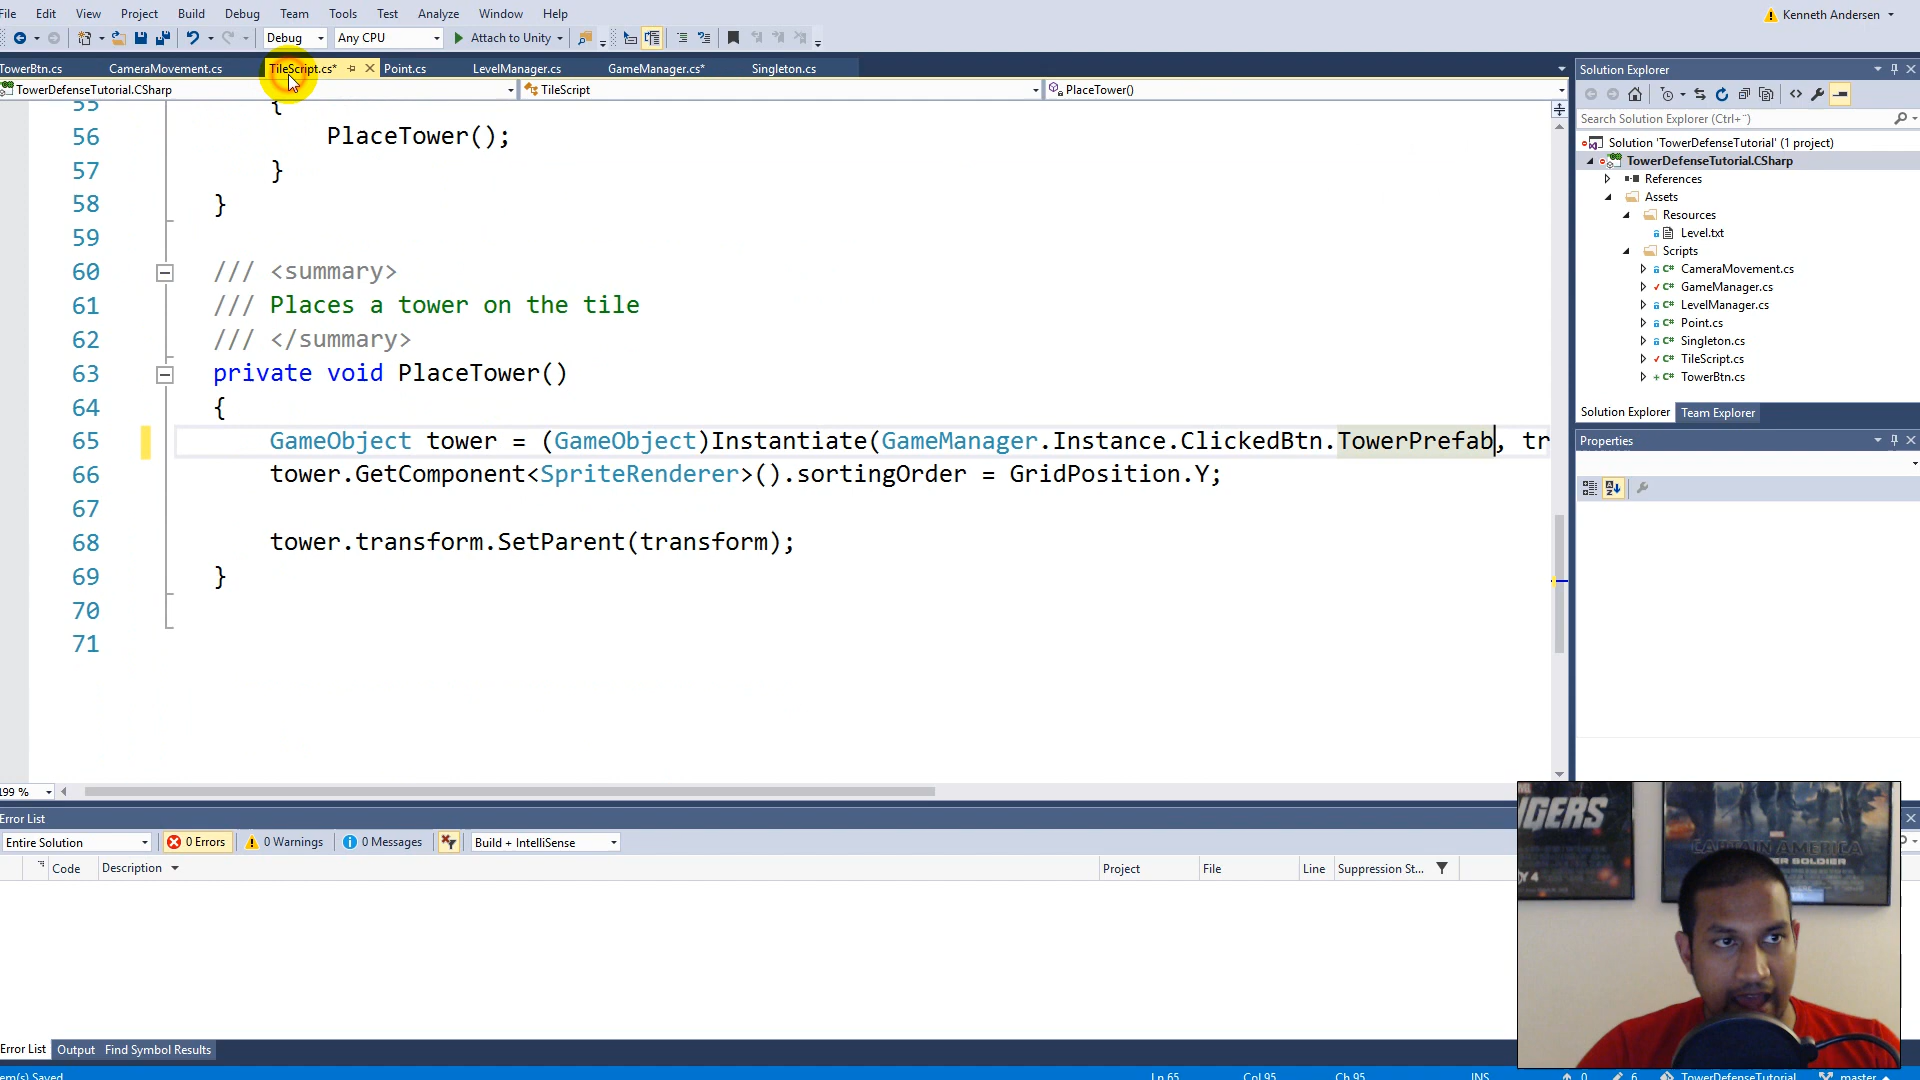 File Edit View Project Build Debug Team Tools Test Analyze Window Help Kenneth Andersen
Debug Any CPU Attach to Unity
TowerBtn.cs CameraMovement.cs TileScript.cs* Point.cs LevelManager.cs GameManager.cs* Singleton.cs
TowerDefenseTutorial.CSharp TileScript PlaceTower()
55 {
56 PlaceTower();
57 }
58 }
59
60 /// <summary>
61 /// Places a tower on the tile
62 /// </summary>
63 private void PlaceTower()
64 {
65 GameObject tower = (GameObject)Instantiate(GameManager.Instance.ClickedBtn.TowerPrefab, tr
66 tower.GetComponent<SpriteRenderer>().sortingOrder = GridPosition.Y;
67
68 tower.transform.SetParent(transform);
69 }
70
71
199 %
Solution Explorer
Search Solution Explorer (Ctrl+¨)
Solution 'TowerDefenseTutorial' (1 project)
TowerDefenseTutorial.CSharp
References
Assets
Resources
Level.txt
Scripts
CameraMovement.cs
GameManager.cs
LevelManager.cs
Point.cs
Singleton.cs
TileScript.cs
TowerBtn.cs
Solution Explorer Team Explorer
Properties
Error List
Entire Solution 0 Errors 0 Warnings 0 Messages Build + IntelliSense
Code Description Project File Line Suppression St...
CAPTAIN AMERICA
Error List Output Find Symbol Results
em(s) Saved Ln 65 Col 95 Ch 95 INS 0 6 TowerDefenseTutorial master